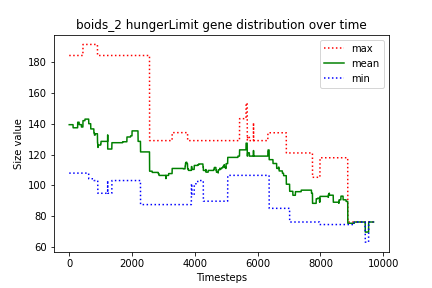 boids_2 hungerLimit gene distribution over time
max
mean
min
Size value
180
160
140
120
100
80
60
0 2000 4000 6000 8000 10000
Timesteps